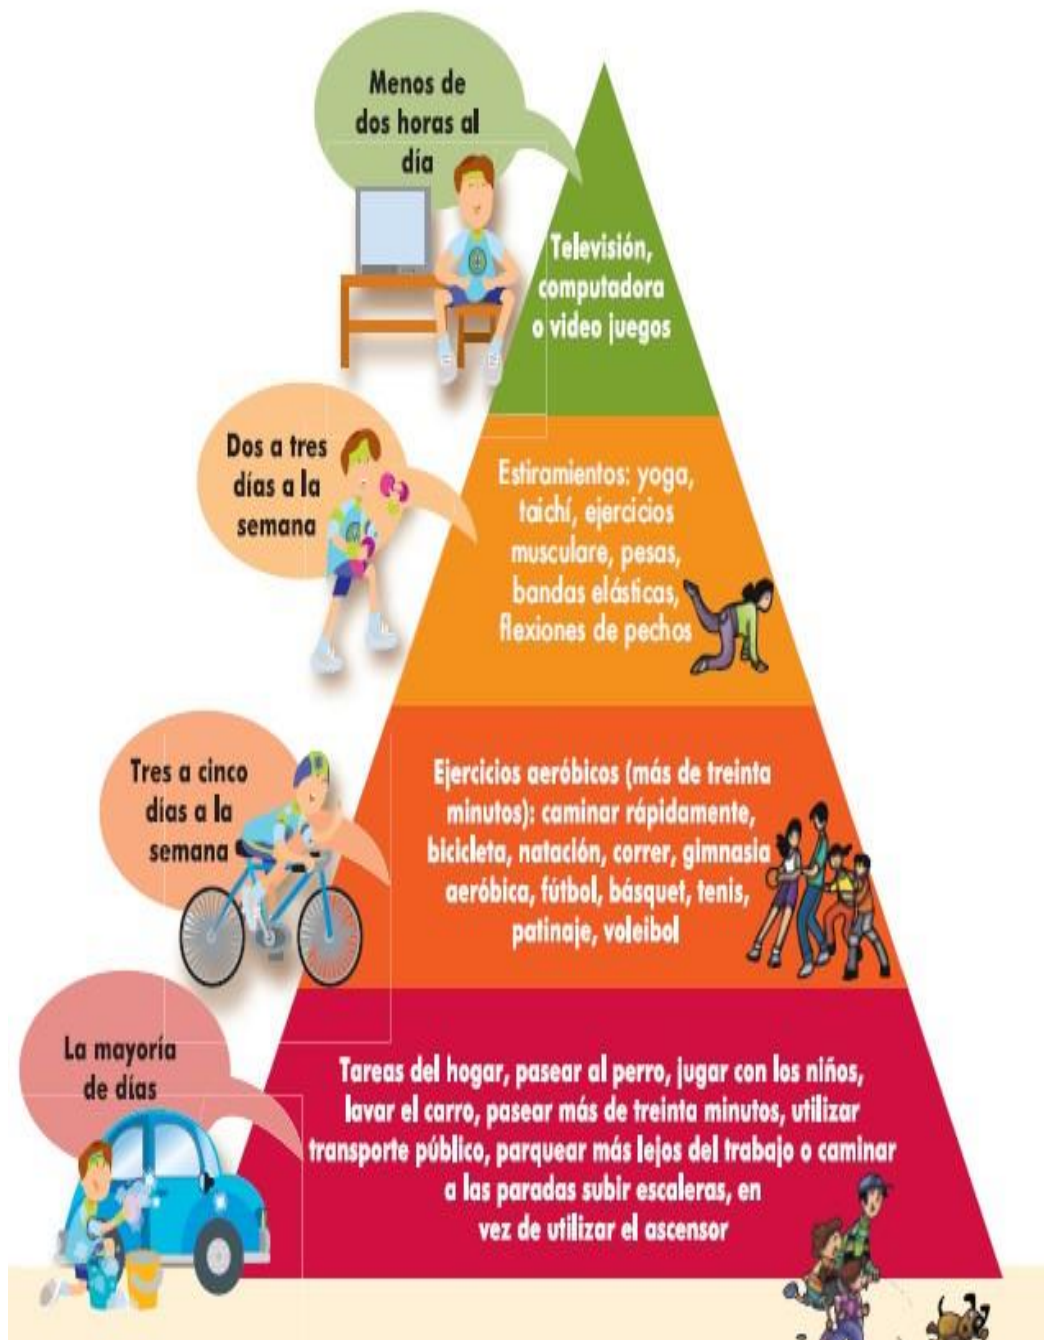 Menos de
dos horas al
día
Televisión,
computadora
o video juegos
Dos a tres
días a la
semana
Estiramientos: yoga,
taichí, ejercicios
musculare, pesas,
bandas elásticas,
flexiones de pechos
Tres a cinco
días a la
semana
Ejercicios aeróbicos (más de treinta
minutos): caminar rápidamente,
bicicleta, natación, correr, gimnasia
aeróbica, fútbol, básquet, tenis,
patinaje, voleibol
La mayoría
de días
Tareas del hogar, pasear al perro, jugar con los niños,
lavar el carro, pasear más de treinta minutos, utilizar
transporte público, parquear más lejos del trabajo o caminar
a las paradas subir escaleras, en
vez de utilizar el ascensor